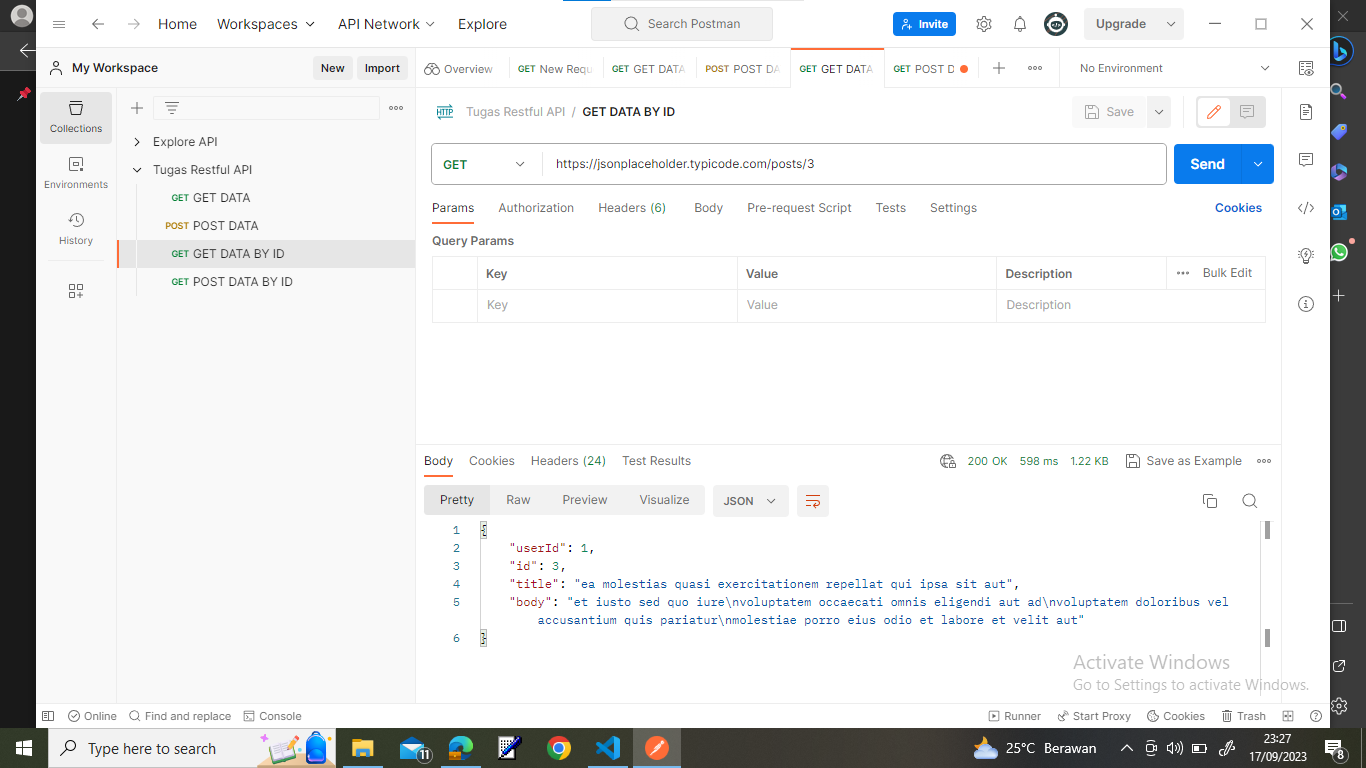 Home Workspaces API Network Explore Search Postman Invite Upgrade
My Workspace New Import Overview GET New Requ GET GET DATA POST POST DA GET GET DATA GET POST D No Environment
Collections
Environments
History
Explore API
Tugas Restful API
GET GET DATA
POST POST DATA
GET GET DATA BY ID
GET POST DATA BY ID
HTTP Tugas Restful API / GET DATA BY ID Save
GET https://jsonplaceholder.typicode.com/posts/3 Send
Params Authorization Headers (6) Body Pre-request Script Tests Settings Cookies
Query Params
Key Value Description Bulk Edit
Key Value Description
Body Cookies Headers (24) Test Results 200 OK 598 ms 1.22 KB Save as Example
Pretty Raw Preview Visualize JSON
1 {
2 "userId": 1,
3 "id": 3,
4 "title": "ea molestias quasi exercitationem repellat qui ipsa sit aut",
5 "body": "et iusto sed quo iure\nvoluptatem occaecati omnis eligendi aut ad\nvoluptatem doloribus vel
accusantium quis pariatur\nmolestiae porro eius odio et labore et velit aut"
6 }
Activate Windows
Go to Settings to activate Windows.
Online Find and replace Console Runner Start Proxy Cookies Trash
Type here to search 11 25°C Berawan 23:27
17/09/2023 8